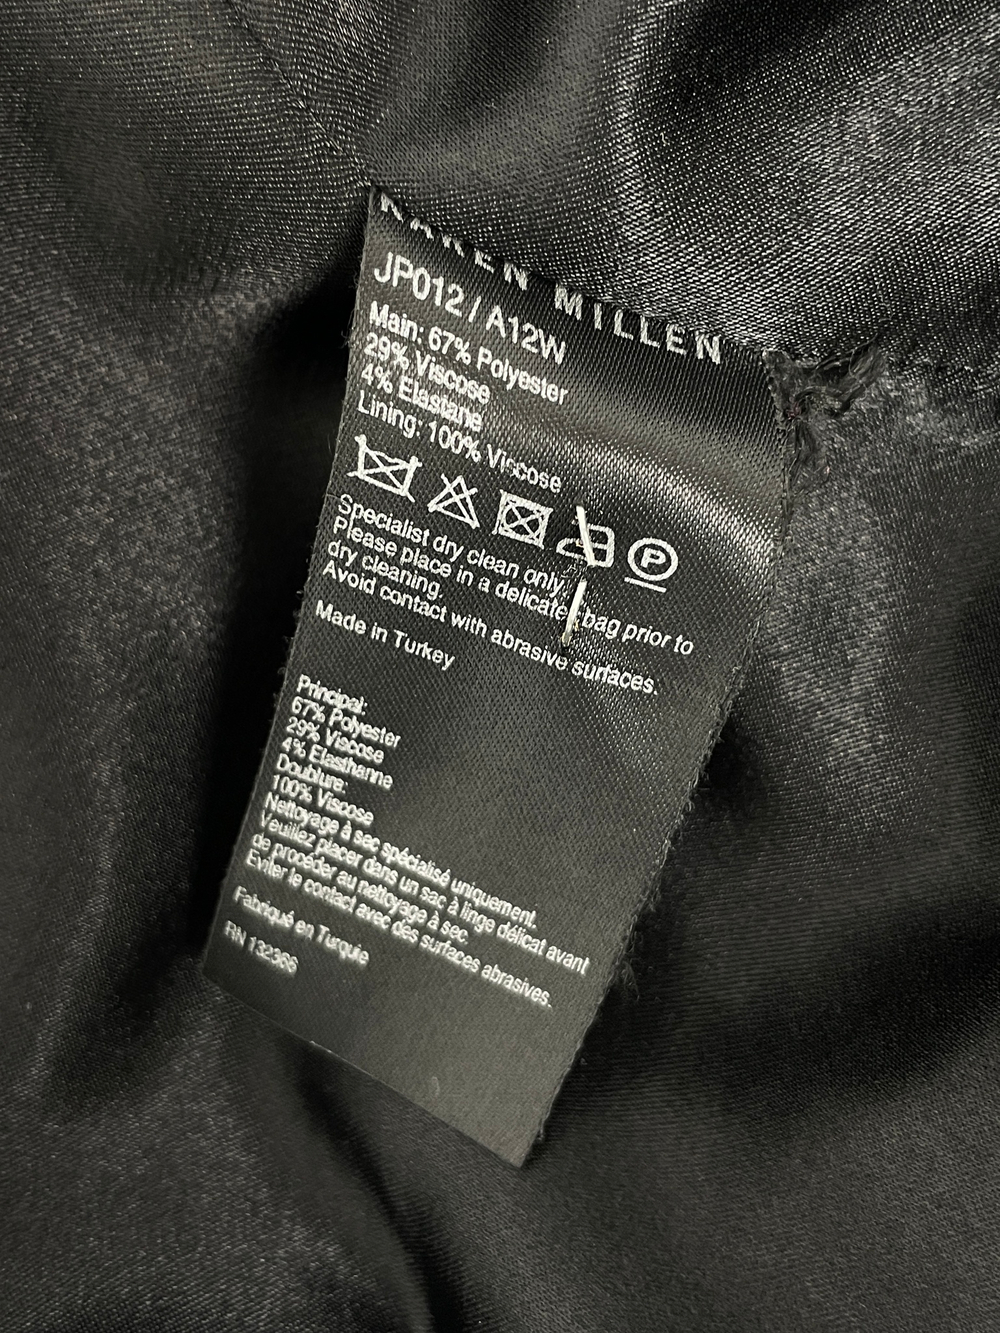 KAREN MILLEN
JP012 / A12W
Main: 67% Polyester
29% Viscose
4% Elastane
Lining: 100% Viscose
P
Specialist dry clean only.
Please place in a delicate bag prior to
dry cleaning.
Avoid contact with abrasive surfaces.
Made in Turkey
Principal:
67% Polyester
29% Viscose
4% Elasthanne
Doublure:
100% Viscose
Nettoyage à sec spécialisé uniquement.
Veuillez placer dans un sac à linge délicat avant
de procéder au nettoyage à sec.
Eviter le contact avec des surfaces abrasives.
Fabriqué en Turquie
RN 132366